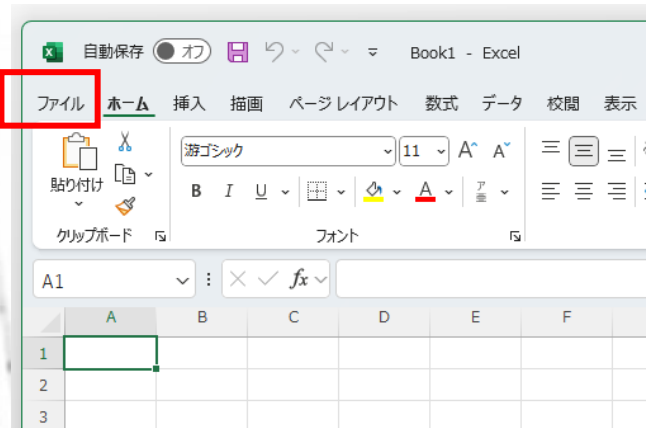 自動保存 オフ Book1 - Excel
ファイル ホーム 挿入 描画 ページ レイアウト 数式 データ 校閲 表示
貼り付け
游ゴシック 11 A A
B I U A
クリップボード フォント
A1 fx
A B C D E F
1
2
3